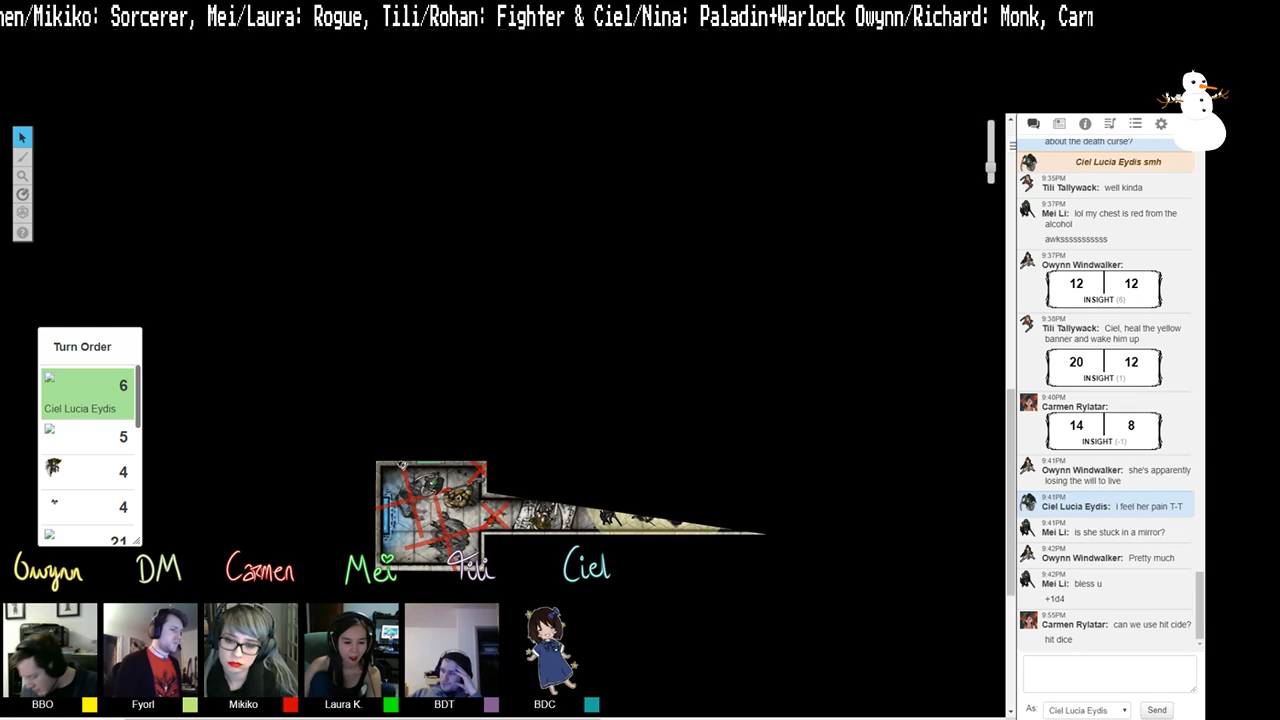 nen/Mikiko: Sorcerer, Mei/Laura: Rogue, Tili/Rohan: Fighter & Ciel/Nina: Paladin+Warlock Owynn/Richard: Monk, Carm
about the death curse?
Ciel Lucia Eydis smh
9:35PM
Tili Tallywack: well kinda
9:37PM
Mei Li: lol my chest is red from the
alcohol
awksssssssssss
9:37PM
Owynn Windwalker:
12 12
INSIGHT (6)
9:38PM
Tili Tallywack: Ciel, heal the yellow
banner and wake him up
20 12
INSIGHT (1)
9:40PM
Carmen Rylatar:
14 8
INSIGHT (-1)
9:41PM
Owynn Windwalker: she's apparently
losing the will to live
9:41PM
Ciel Lucia Eydis: i feel her pain T-T
9:41PM
Mei Li: is she stuck in a mirror?
9:42PM
Owynn Windwalker: Pretty much
9:42PM
Mei Li: bless u
+1d4
9:55PM
Carmen Rylatar: can we use hit cide?
hit dice
As: Ciel Lucia Eydis Send
Turn Order
6
Ciel Lucia Eydis
5
4
4
21
Owynn DM Carmen Mei Tili Ciel
BBO Fyorl Mikiko Laura K. BDT BDC